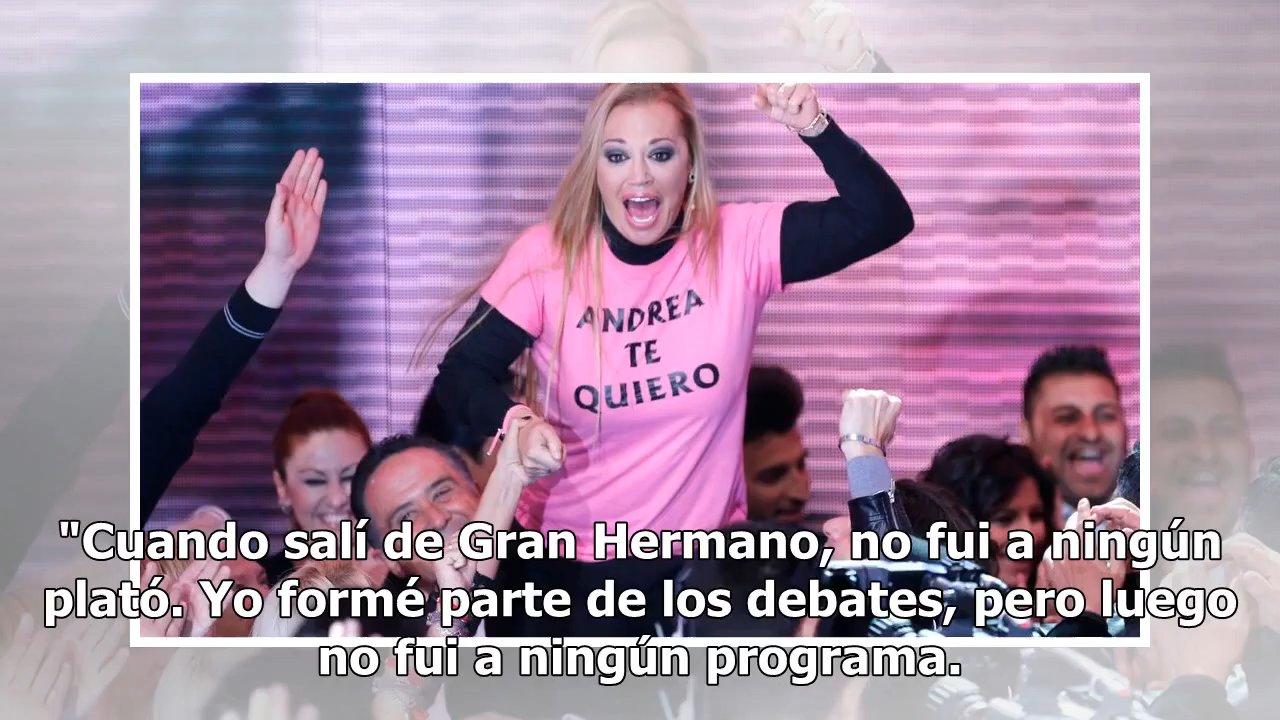 ANDREA
TE
QUIERO
"Cuando salí de Gran Hermano, no fui a ningún
plató. Yo formé parte de los debates, pero luego
no fui a ningún programa.